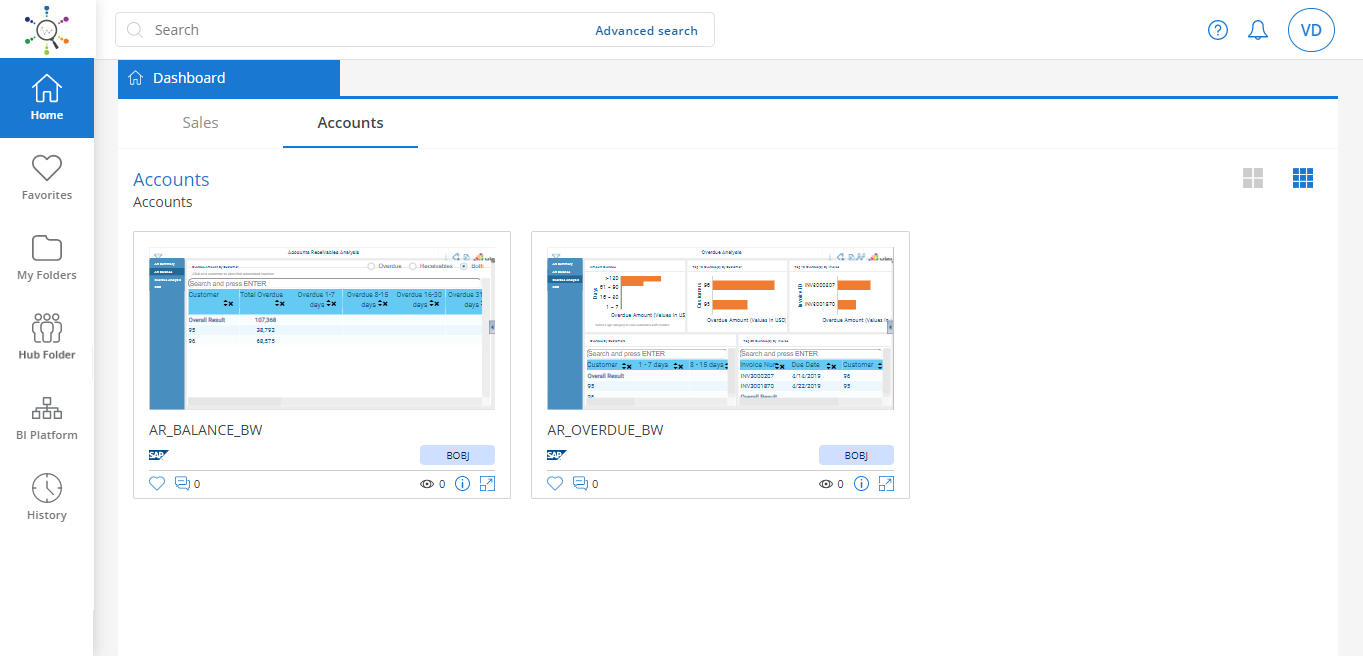 Search
Advanced search
VD
Home
Favorites
My Folders
Hub Folder
BI Platform
History
Dashboard
Sales
Accounts
Accounts
Accounts
Accounts Receivables Analysis
Overdue
Receivables
Both
Search and press ENTER
Customer
Total Overdue
Overdue 1-7 days
Overdue 8-15 days
Overdue 16-30 days
Overdue 31
days
Overall Result 107,368
95 38,792
96 68,575
AR_BALANCE_BW
SAP
BOBJ
0
0
Overdue Analysis
>120
61 - 90
16 - 30
1 - 7
Days
Overdue Amount (Values in US
Customers
96
95
Overdue Amount (Values in USD)
Invoice ID
INV3000207
INV3001870
Overdue Amount (Values in
Search and press ENTER
Customer 1 - 7 days 8 - 15 days
Overall Result
95
96
Search and press ENTER
Invoice Nu Due Date Customer
INV3000207 4/14/2019 96
INV3001870 4/22/2019 95
Overall Result
AR_OVERDUE_BW
SAP
BOBJ
0
0